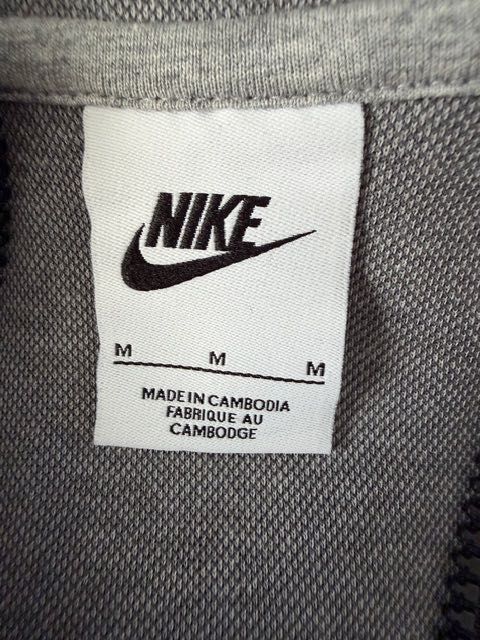 NIKE
M M M
MADE IN CAMBODIA
FABRIQUE AU
CAMBODGE